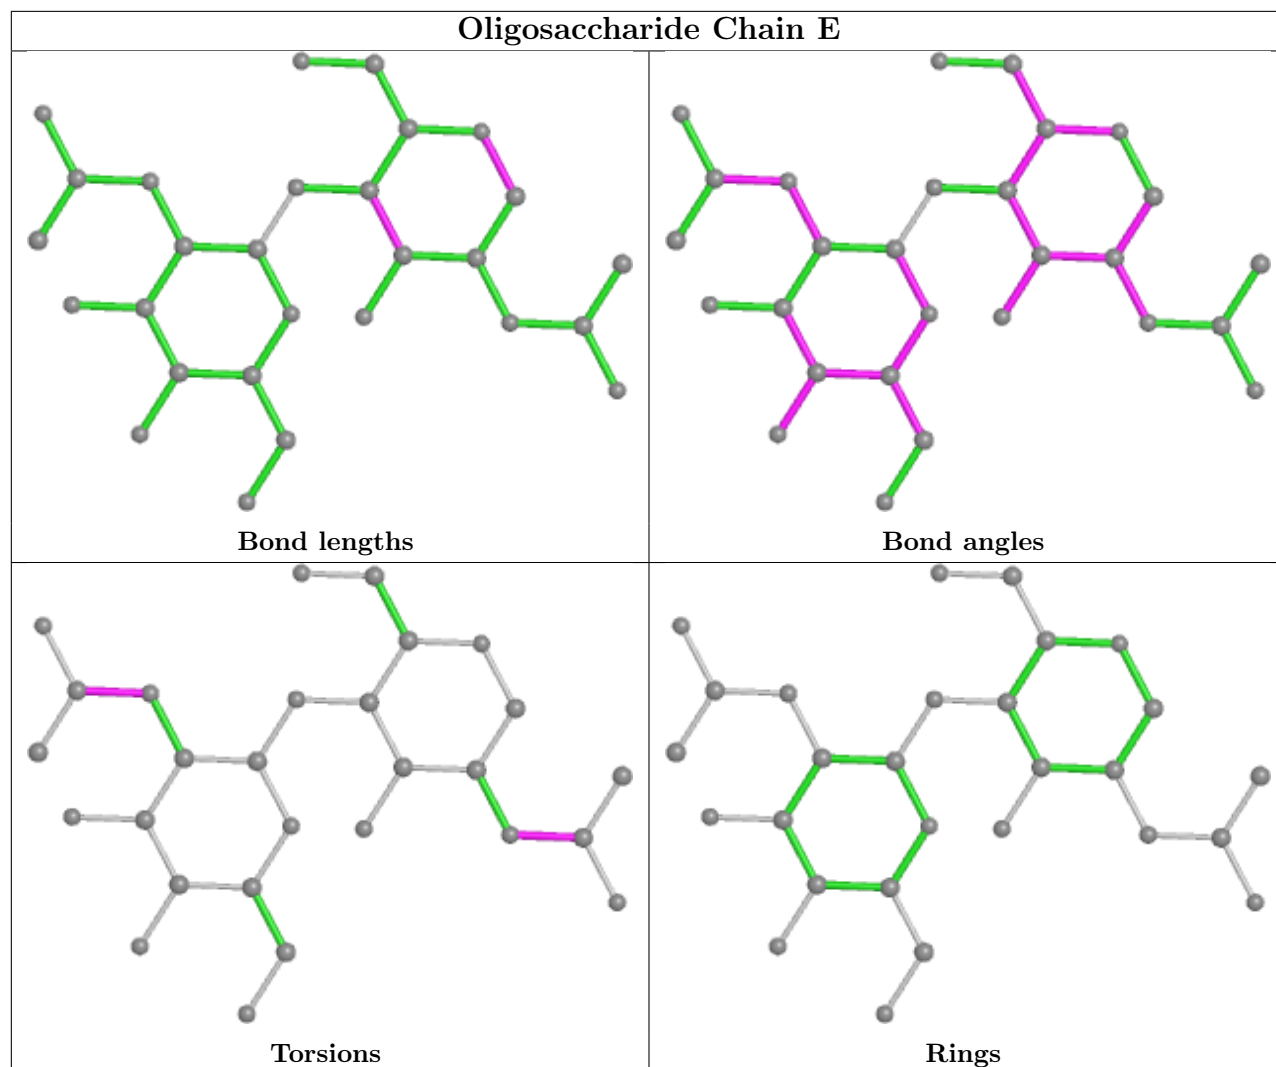 Oligosaccharide Chain E
Bond lengths
Bond angles
Torsions
Rings